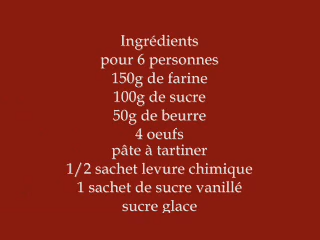 Ingrédients
pour 6 personnes
150g de farine
100g de sucre
50g de beurre
4 oeufs
pâte à tartiner
1/2 sachet levure chimique
1 sachet de sucre vanillé
sucre glace